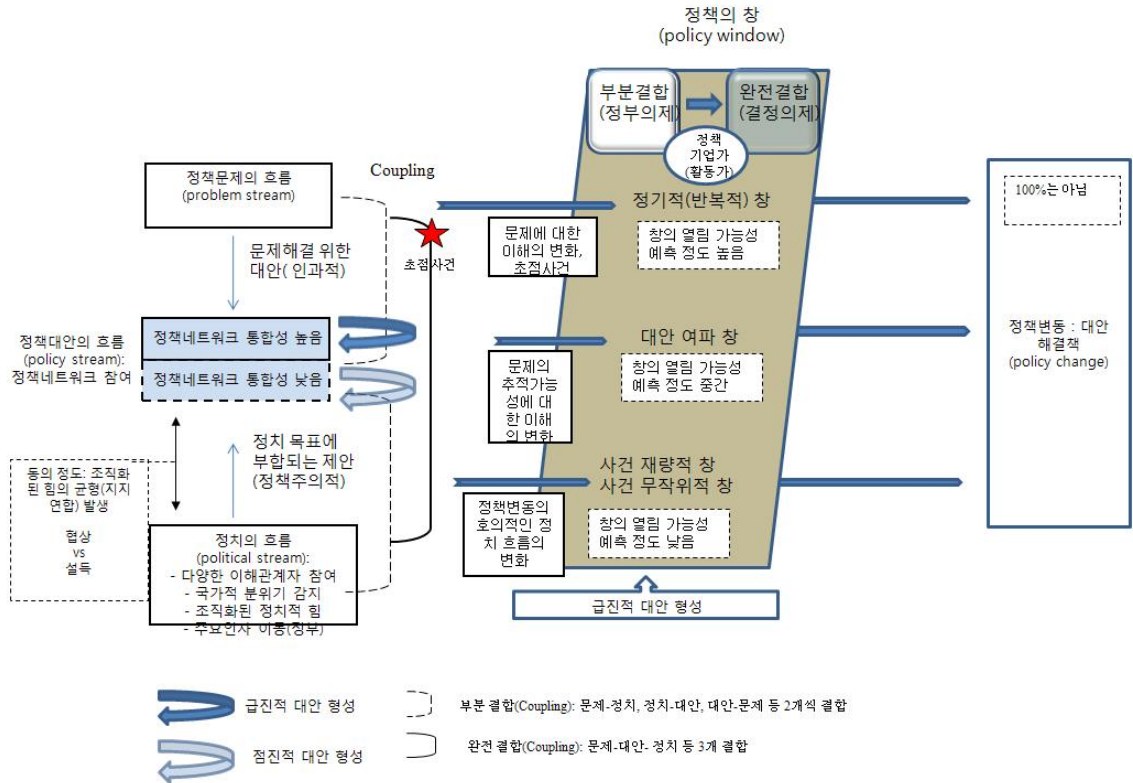 정책의 창
(policy window)
부분결합
(정부의제)
완전결합
(결정의제)
정책
기업가
(활동가)
정책문제의 흐름
(problem stream)
Coupling
초점사건
문제해결 위한
대안( 인과적)
정책대안의 흐름
(policy stream):
정책네트워크 참여
정책네트워크 통합성 높음
정책네트워크 통합성 낮음
정치 목표에
부합되는 제안
(정책주의적)
동의 정도: 조직화
된 힘의 균형(지지
연합) 발생
협상
vs
설득
정치의 흐름
(political stream):
- 다양한 이해관계자 참여
- 국가적 분위기 감지
- 조직화된 정치적 힘
- 주요인사 이동(정부)
문제에 대한
이해의 변화,
초점사건
정기적(반복적) 창
창의 열림 가능성
예측 정도 높음
문제의
추적가능
성에 대
한 이해
의 변화
대안 여파 창
창의 열림 가능성
예측 정도 중간
정책변동의
호의적인 정
치 흐름의
변화
사건 재량적 창
사건 무작위적 창
창의 열림 가능성
예측 정도 낮음
급진적 대안 형성
100%는 아님
정책변동 : 대안
해결책
(policy change)
급진적 대안 형성
부분 결합(Coupling): 문제-정치, 정치-대안, 대안-문제 등 2개씩 결합
점진적 대안 형성
완전 결합(Coupling): 문제-대안- 정치 등 3개 결합